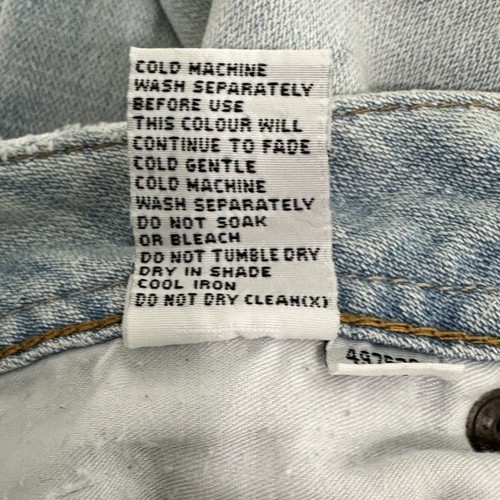 COLD MACHINE
WASH SEPARATELY
BEFORE USE
THIS COLOUR WILL
CONTINUE TO FADE
COLD GENTLE
COLD MACHINE
WASH SEPARATELY
DO NOT SOAK
OR BLEACH
DO NOT TUMBLE DRY
DRY IN SHADE
COOL IRON
DO NOT DRY CLEAN(X)